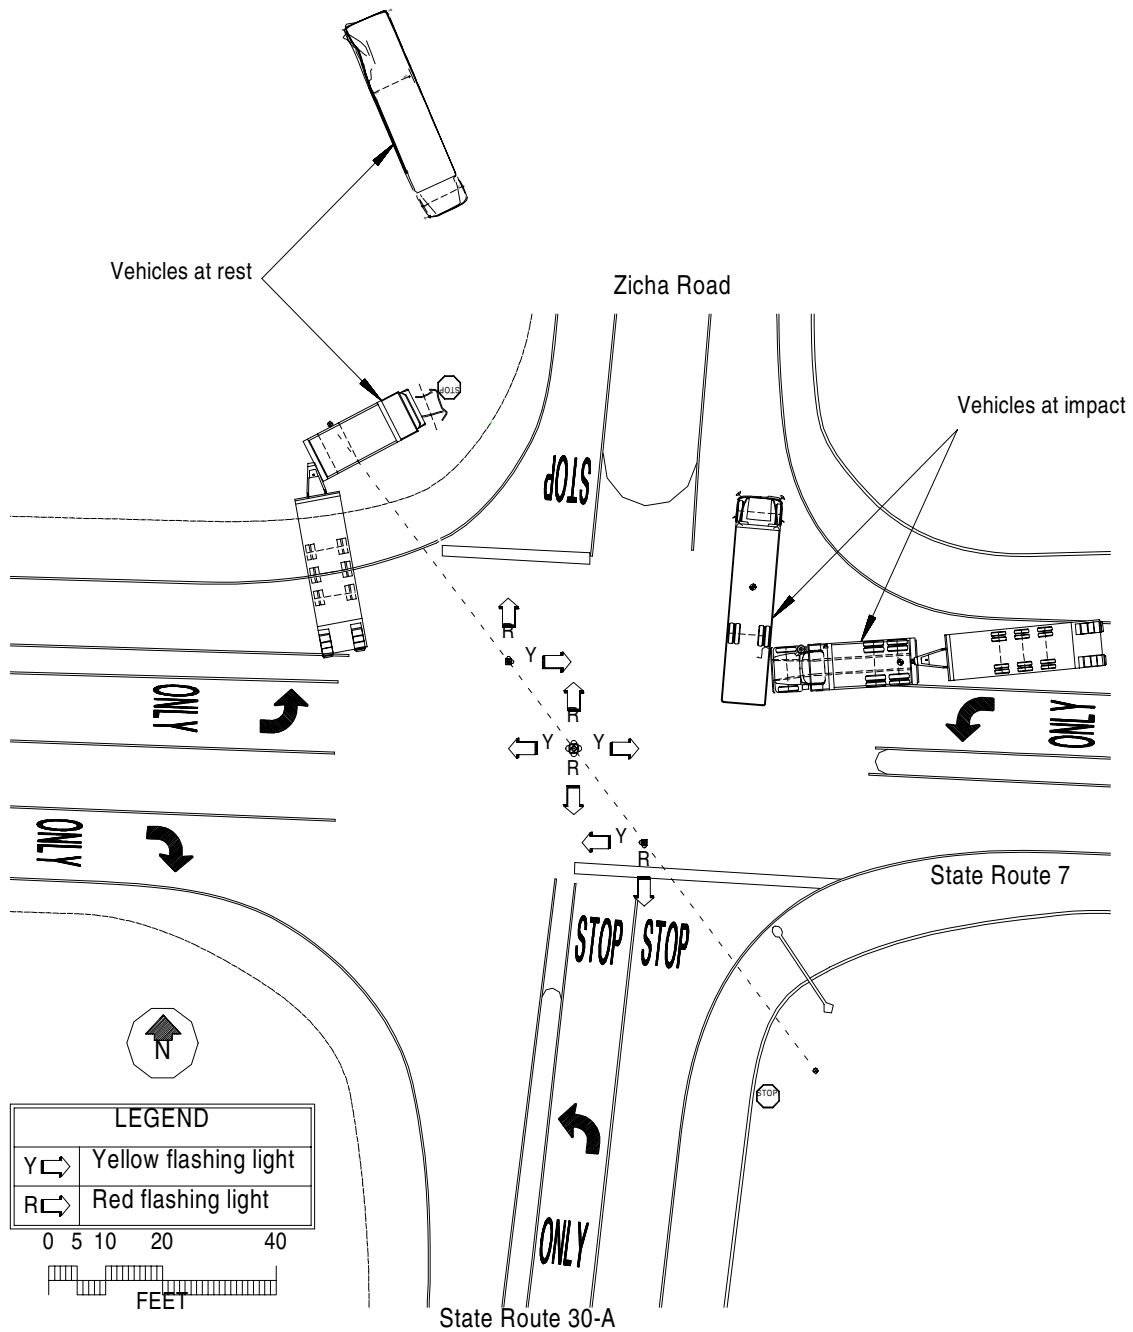 Vehicles at rest
Zicha Road
STOP
Vehicles at impact
STOP
R
Y
ONLY
R
ONLY
Y
Y
R
Y
ONLY
R
State Route 7
STOP STOP
N
STOP
LEGEND
Y Yellow flashing light
R Red flashing light
ONLY
0 5 10 20 40
FEET
State Route 30-A